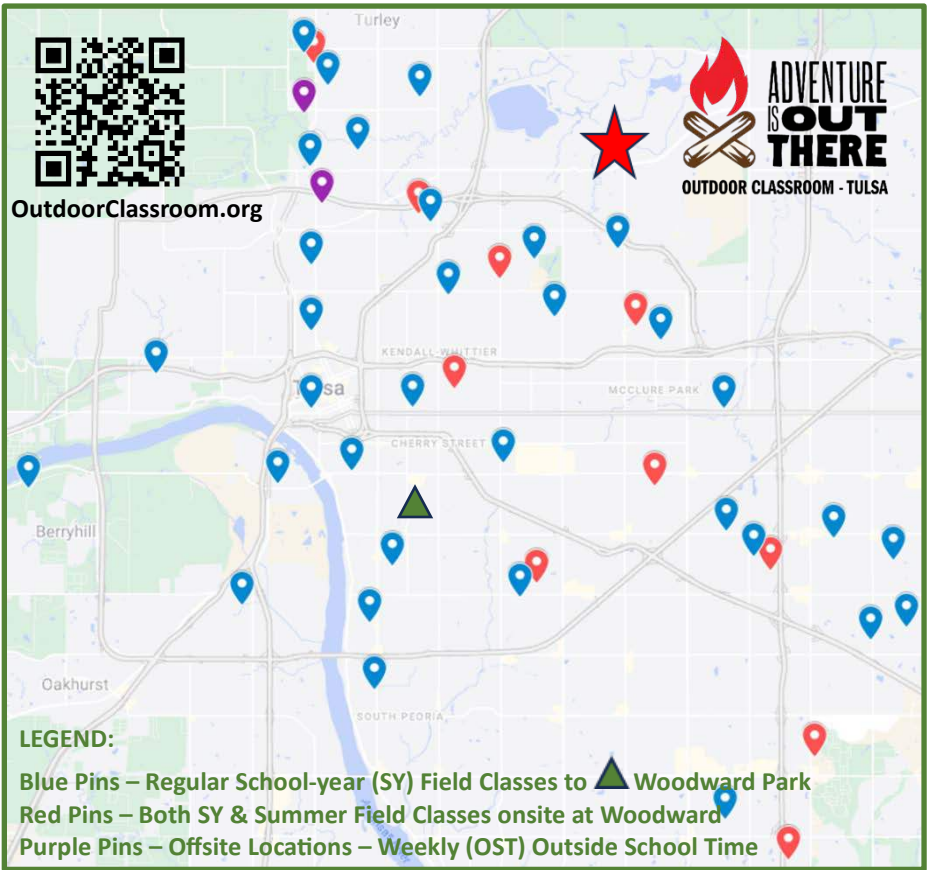 Turley
ADVENTURE
IS OUT
THERE
OUTDOOR CLASSROOM - TULSA
OutdoorClassroom.org
KENDALL-WHITTIER
Tulsa
MCCLURE PARK
CHERRY STREET
Berryhill
Oakhurst
SOUTH PEORIA
LEGEND:
Blue Pins – Regular School-year (SY) Field Classes to Woodward Park
Red Pins – Both SY & Summer Field Classes onsite at Woodward
Purple Pins – Offsite Locations – Weekly (OST) Outside School Time